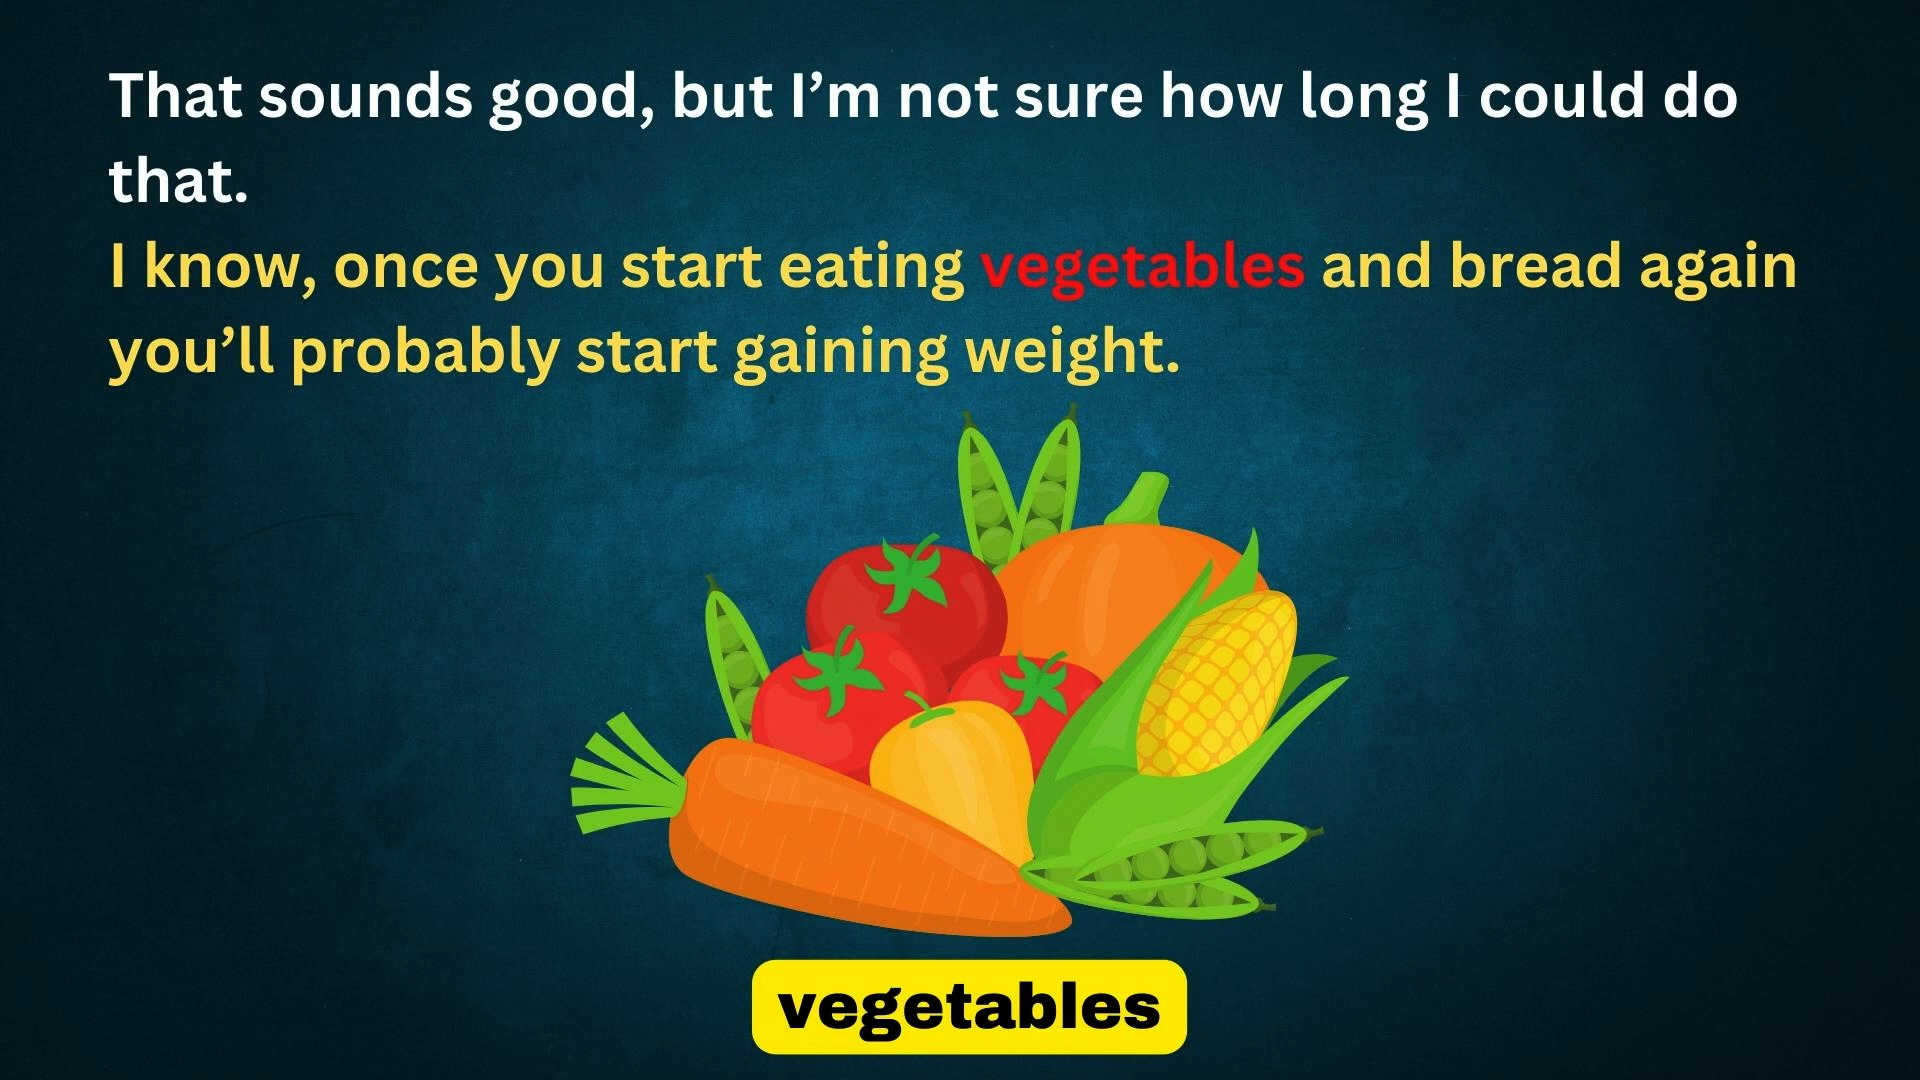 That sounds good, but I’m not sure how long I could do
that.
I know, once you start eating vegetables and bread again
you’ll probably start gaining weight.
vegetables